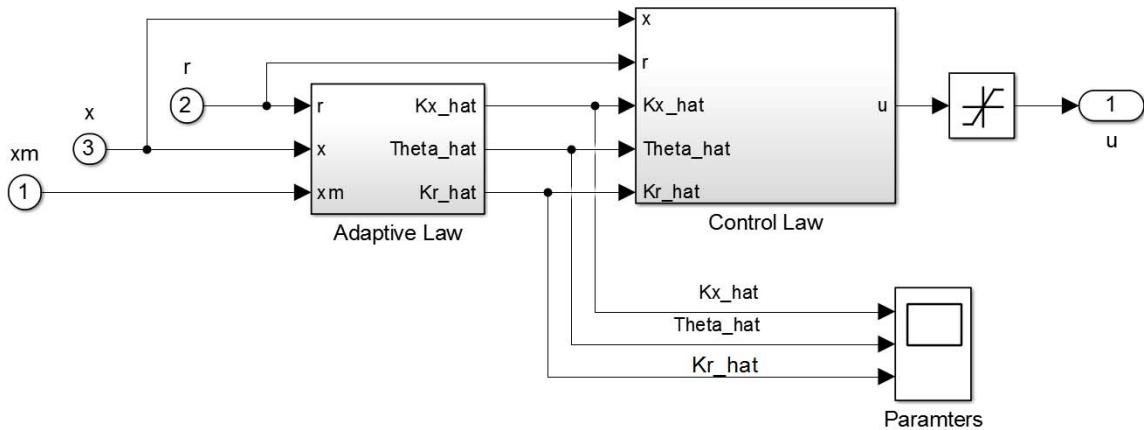 x
r
r
2
Kx_hat
Kx_hat
u
1
u
x
3
x
Theta_hat
Theta_hat
xm
1
xm
Kr_hat
Kr_hat
Adaptive Law
Control Law
Kx_hat
Theta_hat
Kr_hat
Paramters